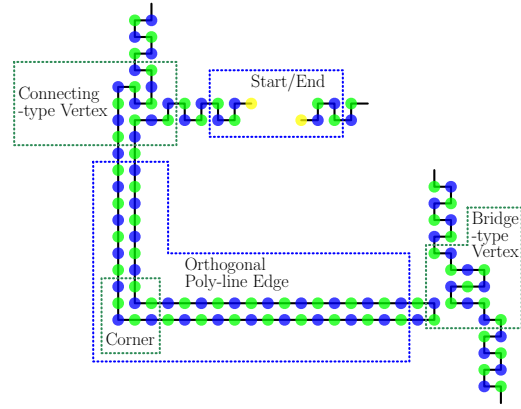 Start/End
Connecting
-type Vertex
Bridge
-type
Vertex
Orthogonal
Poly-line Edge
Corner